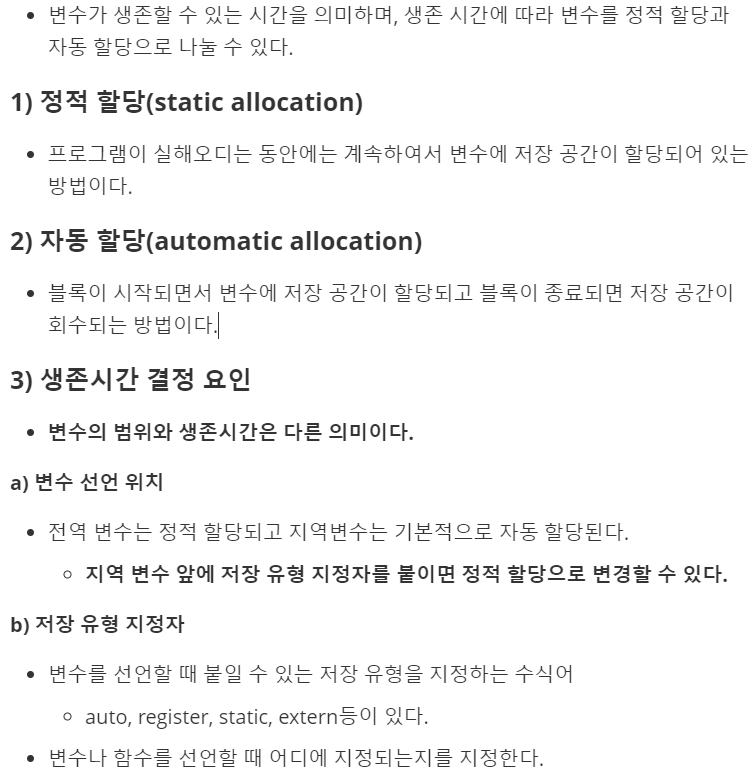 • 변수가 생존할 수 있는 시간을 의미하며, 생존 시간에 따라 변수를 정적 할당과
자동 할당으로 나눌 수 있다.
1) 정적 할당(static allocation)
• 프로그램이 실해오디는 동안에는 계속하여서 변수에 저장 공간이 할당되어 있는
방법이다.
2) 자동 할당(automatic allocation)
• 블록이 시작되면서 변수에 저장 공간이 할당되고 블록이 종료되면 저장 공간이
회수되는 방법이다.
3) 생존시간 결정 요인
• 변수의 범위와 생존시간은 다른 의미이다.
a) 변수 선언 위치
• 전역 변수는 정적 할당되고 지역변수는 기본적으로 자동 할당된다.
◦ 지역 변수 앞에 저장 유형 지정자를 붙이면 정적 할당으로 변경할 수 있다.
b) 저장 유형 지정자
• 변수를 선언할 때 붙일 수 있는 저장 유형을 지정하는 수식어
◦ auto, register, static, extern등이 있다.
• 변수나 함수를 선언할 때 어디에 지정되는지를 지정한다.